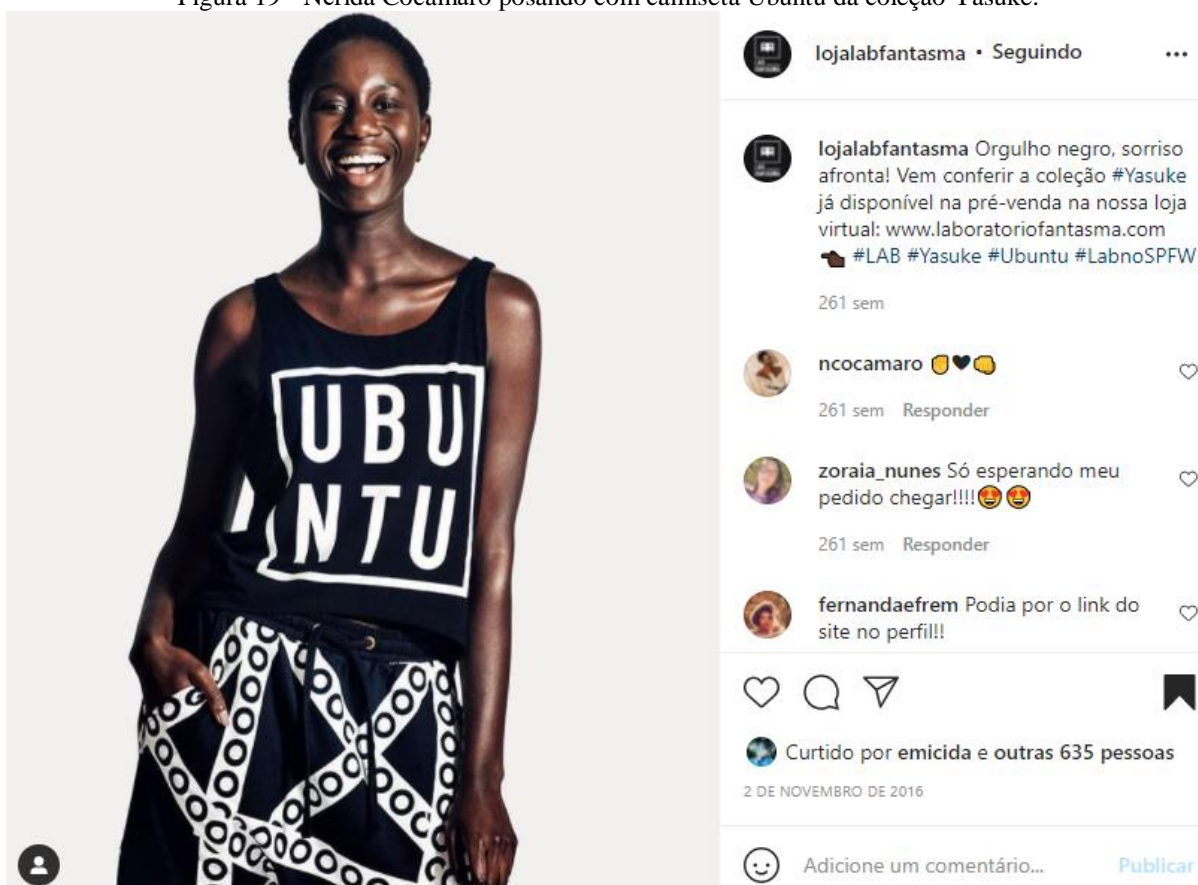 Figura 19 - Nerida Cocamaro posando com camiseta Ubuntu da coleção Yasuke.
lojalabfantasma • Seguindo
lojalabfantasma Orgulho negro, sorriso
afronta! Vem conferir a coleção #Yasuke
já disponível na pré-venda na nossa loja
virtual: www.laboratoriofantasma.com
#LAB #Yasuke #Ubuntu #LabnoSPFW
261 sem
ncocamaro
261 sem Responder
zoraia_nunes Só esperando meu
pedido chegar!!!!
261 sem Responder
fernandaefrem Podia por o link do
site no perfil!!
Curtido por emicida e outras 635 pessoas
2 DE NOVEMBRO DE 2016
Adicione um comentário... Publicar
UBU
NTU